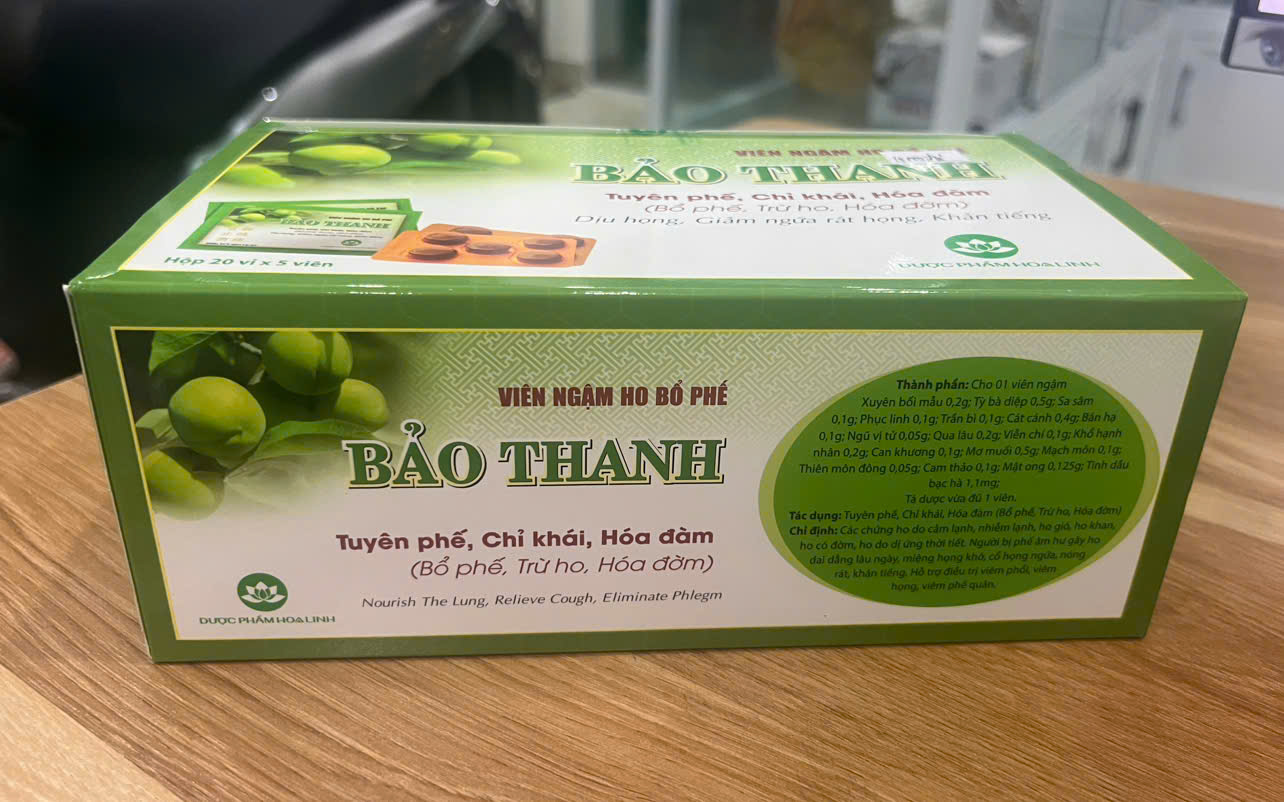 VIÊN NGẬM HO BỔ
BẢO THANH
Tuyên phế, Chỉ khái, Hóa đàm
(Bổ phế, Trừ ho, Hóa đờm)
Dịu họng, Giảm ngứa rát họng, Khản tiếng
VIÊN NGẬM HO BỔ PHẾ
BẢO THANH
Hộp 20 vỉ x 5 viên
DƯỢC PHẨM HOA LINH
VIÊN NGẬM HO BỔ PHẾ
BẢO THANH
Tuyên phế, Chỉ khái, Hóa đàm
(Bổ phế, Trừ ho, Hóa đờm)
Nourish The Lung, Relieve Cough, Eliminate Phlegm
DƯỢC PHẨM HOA LINH
Thành phần: Cho 01 viên ngậm
Xuyên bối mẫu 0,2g; Tỳ bà diệp 0,5g; Sa sâm
0,1g; Phục linh 0,1g; Trần bì 0,1g; Cát cánh 0,4g; Bán hạ
0,1g; Ngũ vị tử 0,05g; Qua lâu 0,2g; Viễn chí 0,1g; Khổ hạnh
nhân 0,2g; Can khương 0,1g; Mơ muối 0,5g; Mạch môn 0,1g;
Thiên môn đông 0,05g; Cam thảo 0,1g; Mật ong 0,125g; Tinh dầu
bạc hà 1,1mg;
Tá dược vừa đủ 1 viên.
Tác dụng: Tuyên phế, Chỉ khái, Hóa đàm (Bổ phế, Trừ ho, Hóa đờm)
Chỉ định: Các chứng ho do cảm lạnh, nhiễm lạnh, ho gió, ho khan,
ho có đờm, ho do dị ứng thời tiết. Người bị phế âm hư gây ho
dai dẳng lâu ngày, miệng họng khô, cổ họng ngứa, nóng
rát, khản tiếng. Hỗ trợ điều trị viêm phổi, viêm
họng, viêm phế quản.